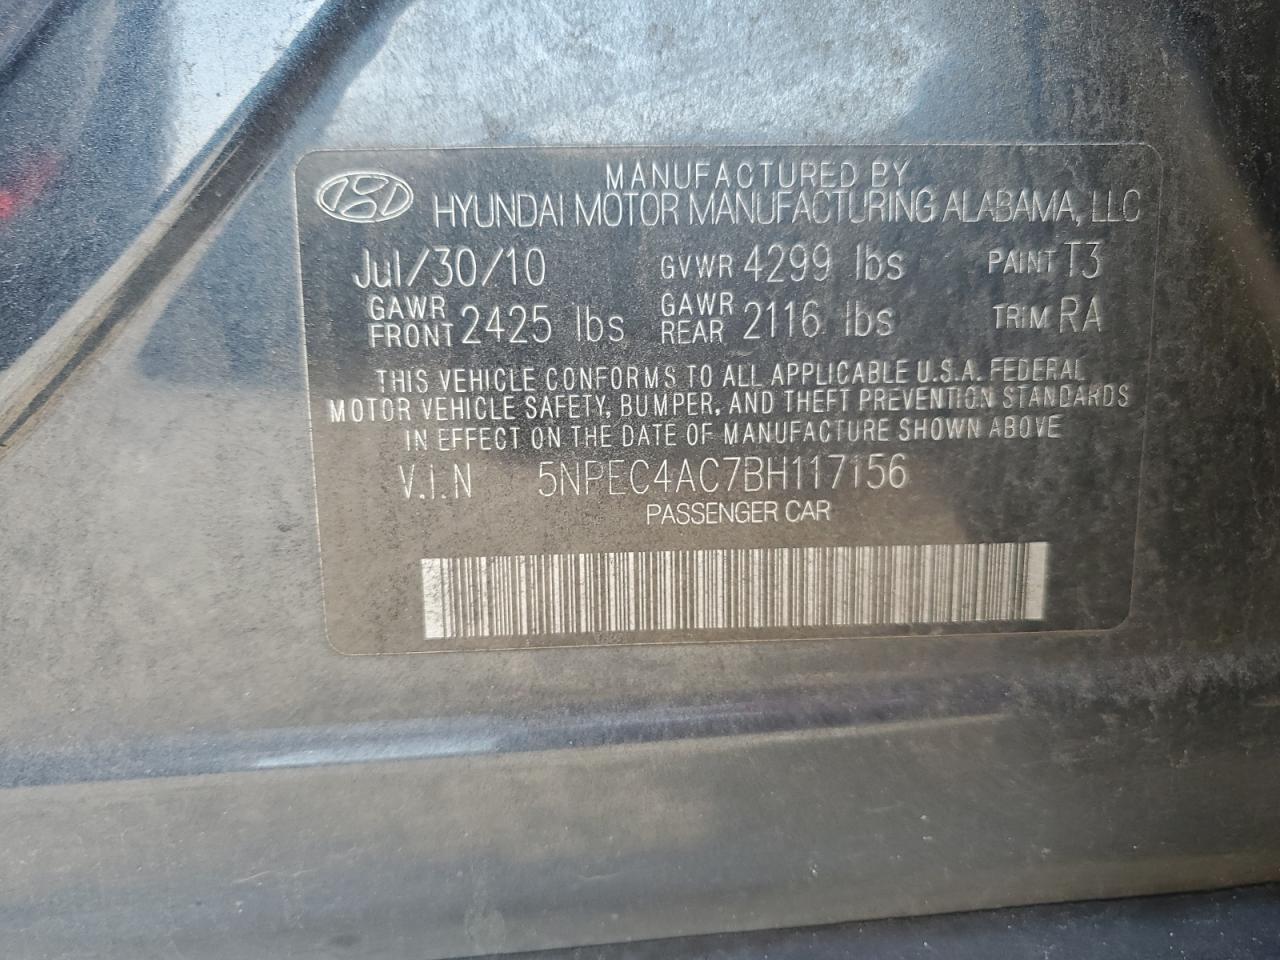 MANUFACTURED BY
HYUNDAI MOTOR MANUFACTURING ALABAMA, LLC
Jul/30/10 GVWR 4299 lbs PAINT T3
GAWR FRONT 2425 lbs GAWR REAR 2116 lbs TRIM RA
THIS VEHICLE CONFORMS TO ALL APPLICABLE U.S.A. FEDERAL
MOTOR VEHICLE SAFETY, BUMPER, AND THEFT PREVENTION STANDARDS
IN EFFECT ON THE DATE OF MANUFACTURE SHOWN ABOVE
V.I.N 5NPEC4AC7BH117156
PASSENGER CAR